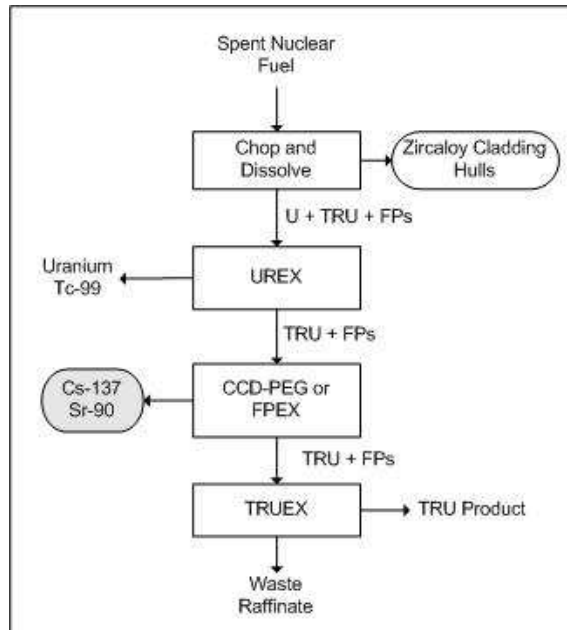 Spent Nuclear
Fuel
Chop and
Dissolve
Zircaloy Cladding
Hulls
U + TRU + FPs
Uranium
Tc-99
UREX
TRU + FPs
Cs-137
Sr-90
CCD-PEG or
FPEX
TRU + FPs
TRUEX
TRU Product
Waste
Raffinate